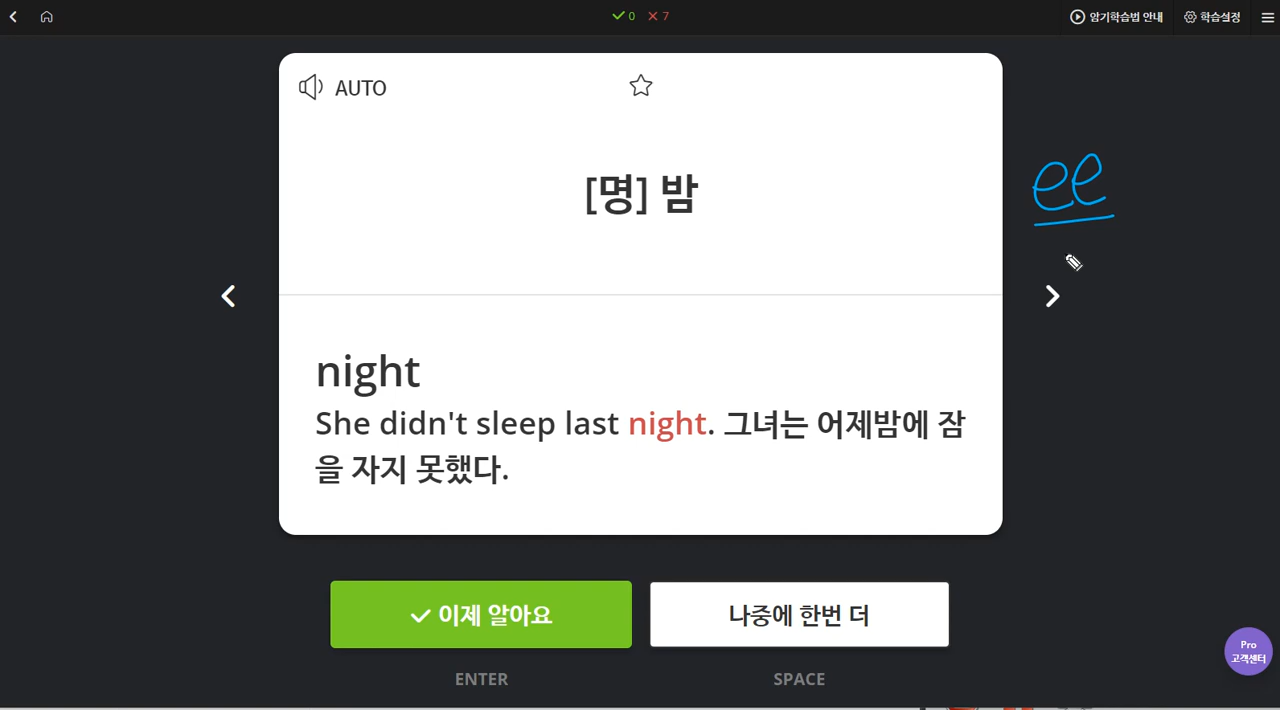 0 7 암기학습법 안내 학습설정
AUTO
[명] 밤
ee
night
She didn't sleep last night. 그녀는 어제밤에 잠
을 자지 못했다.
이제 알아요 나중에 한번 더
ENTER SPACE
Pro
고객센터